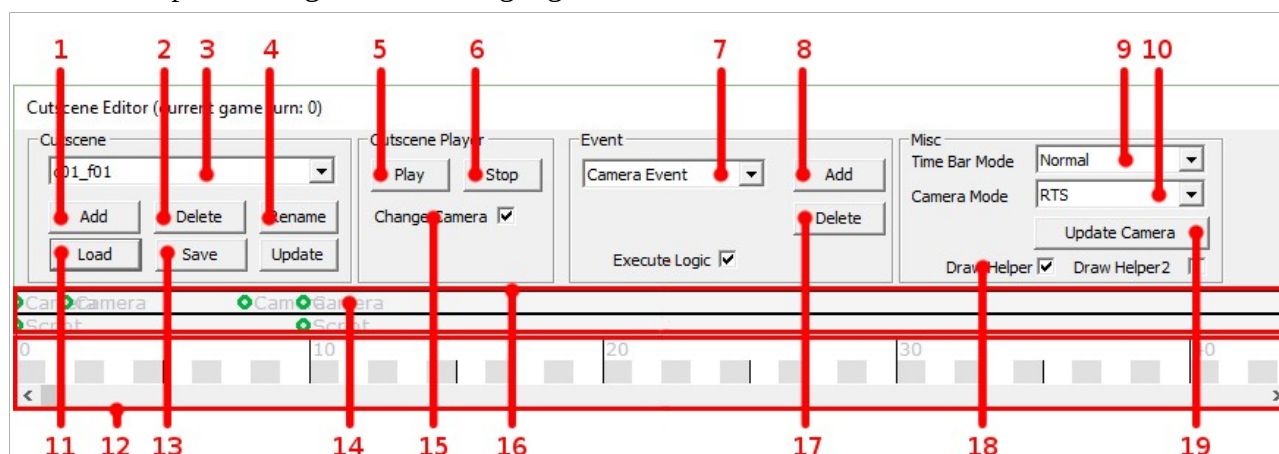 1 2 3 4 5 6 7 8 9 10
Cutscene Editor (current game turn: 0)
Cutscene Cutscene Player Event Misc
c01_f01 Play Stop Camera Event Add Time Bar Mode Normal
Camera Mode RTS
Add Delete Rename Change Camera Delete
Update Camera
Load Save Update Execute Logic
Draw Helper Draw Helper2
Camera Camera Camera Camera
Script Script
0 10 20 30 40
11 12 13 14 15 16 17 18 19